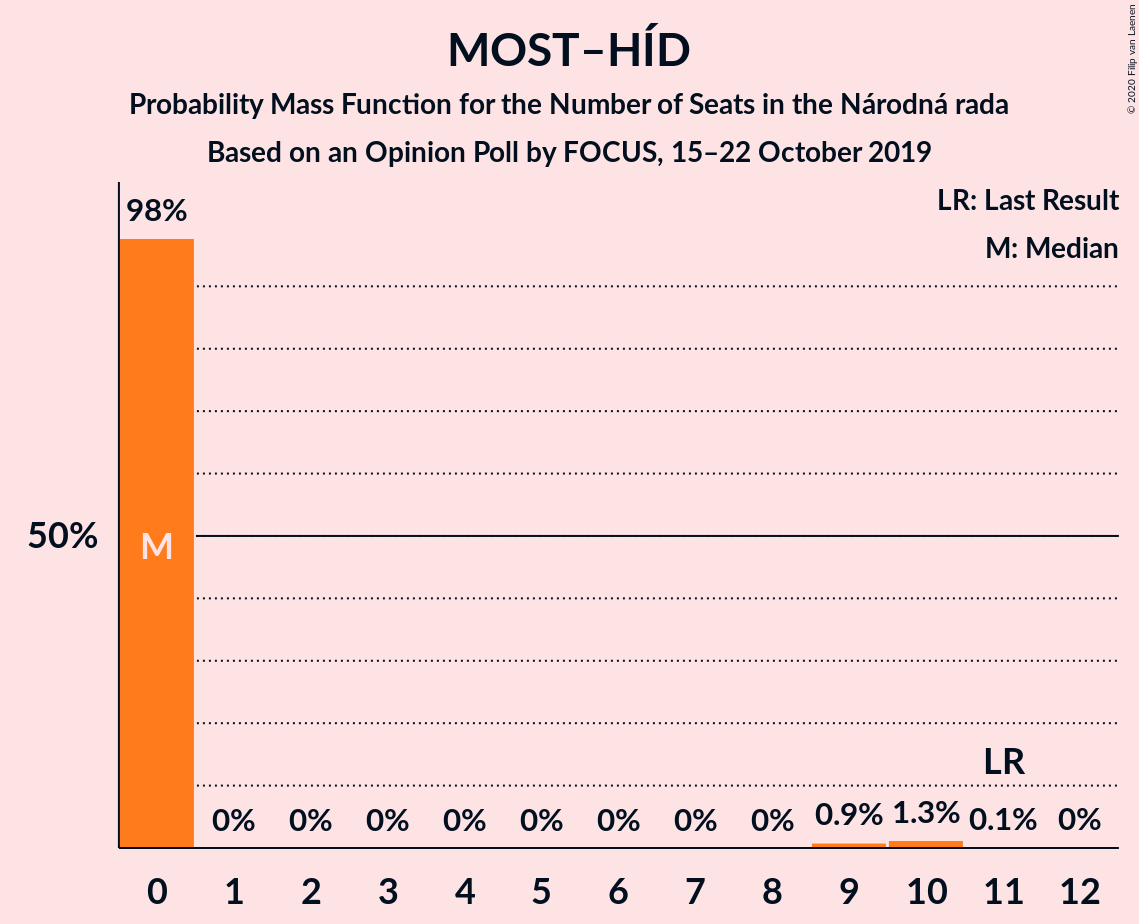 MOST–HÍD
Probability Mass Function for the Number of Seats in the Národná rada
Based on an Opinion Poll by FOCUS, 15–22 October 2019
© 2020 Filip van Laenen
LR: Last Result
M: Median
98%
50%
M
LR
0% 0% 0% 0% 0% 0% 0% 0% 0.9% 1.3% 0.1% 0%
0 1 2 3 4 5 6 7 8 9 10 11 12